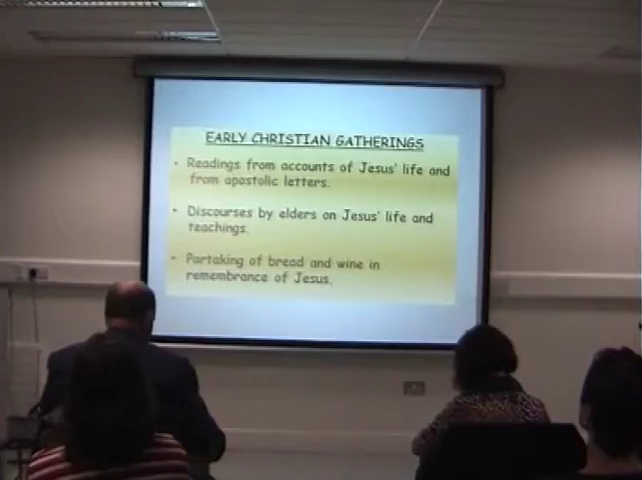 EARLY CHRISTIAN GATHERINGS
• Readings from accounts of Jesus' life and
from apostolic letters.
• Discourses by elders on Jesus' life and
teachings.
• Partaking of bread and wine in
remembrance of Jesus.